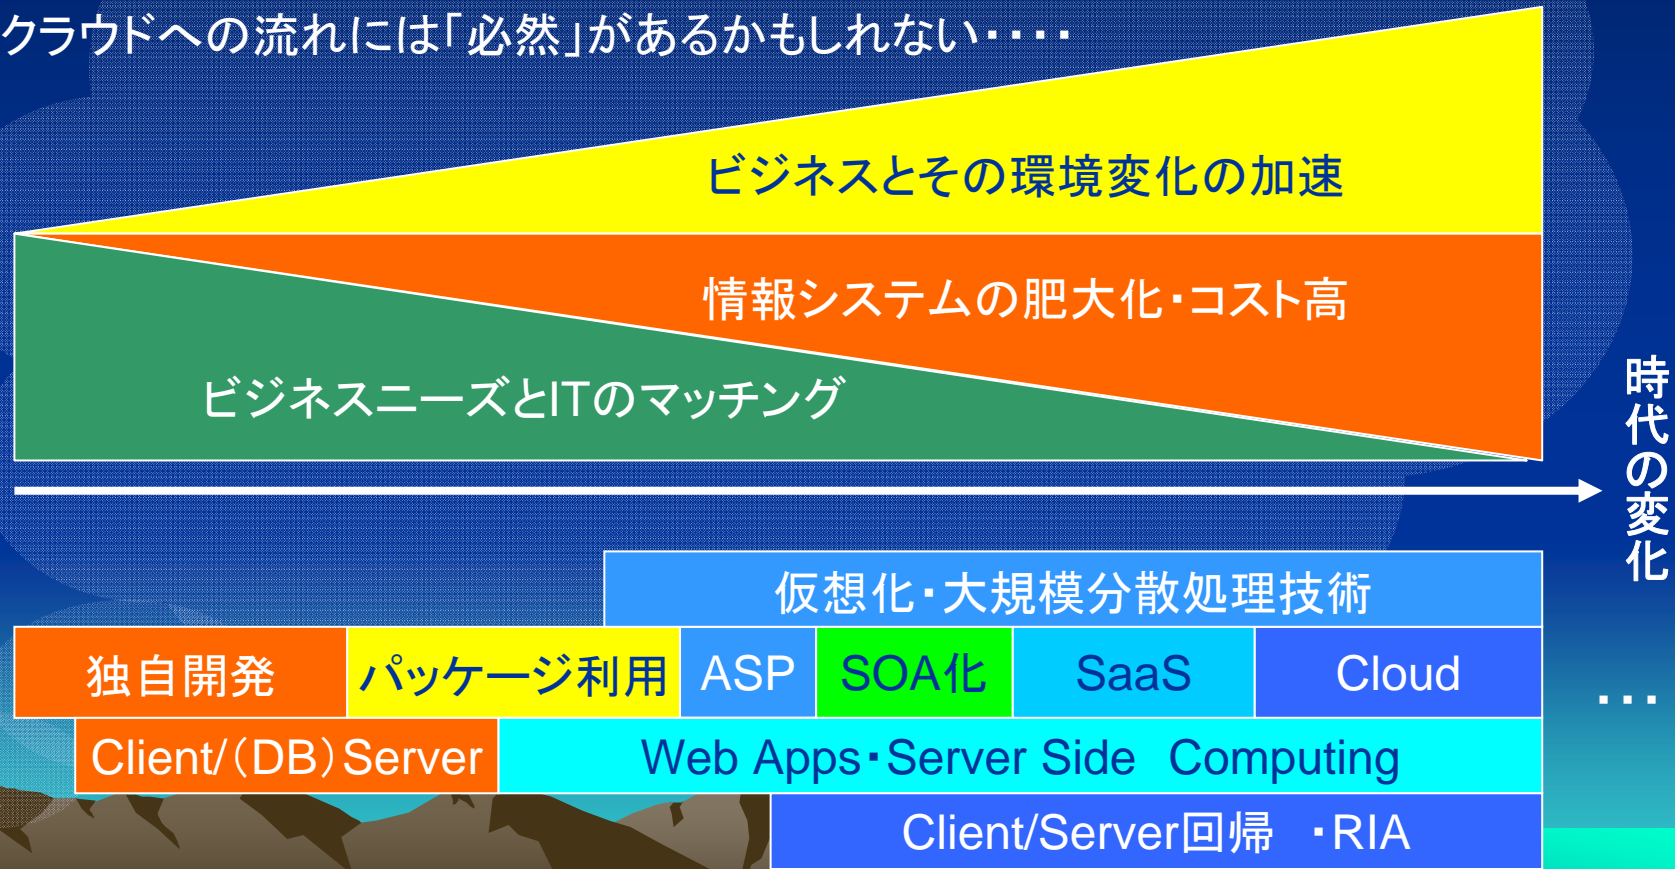 クラウドへの流れには「必然」があるかもしれない････
ビジネスとその環境変化の加速
情報システムの肥大化･コスト高
ビジネスニーズとITのマッチング
時代の変化
仮想化･大規模分散処理技術
独自開発
パッケージ利用
ASP
SOA化
SaaS
Cloud
･･･
Client/（DB）Server
Web Apps･Server Side　Computing
Client/Server回帰　･RIA